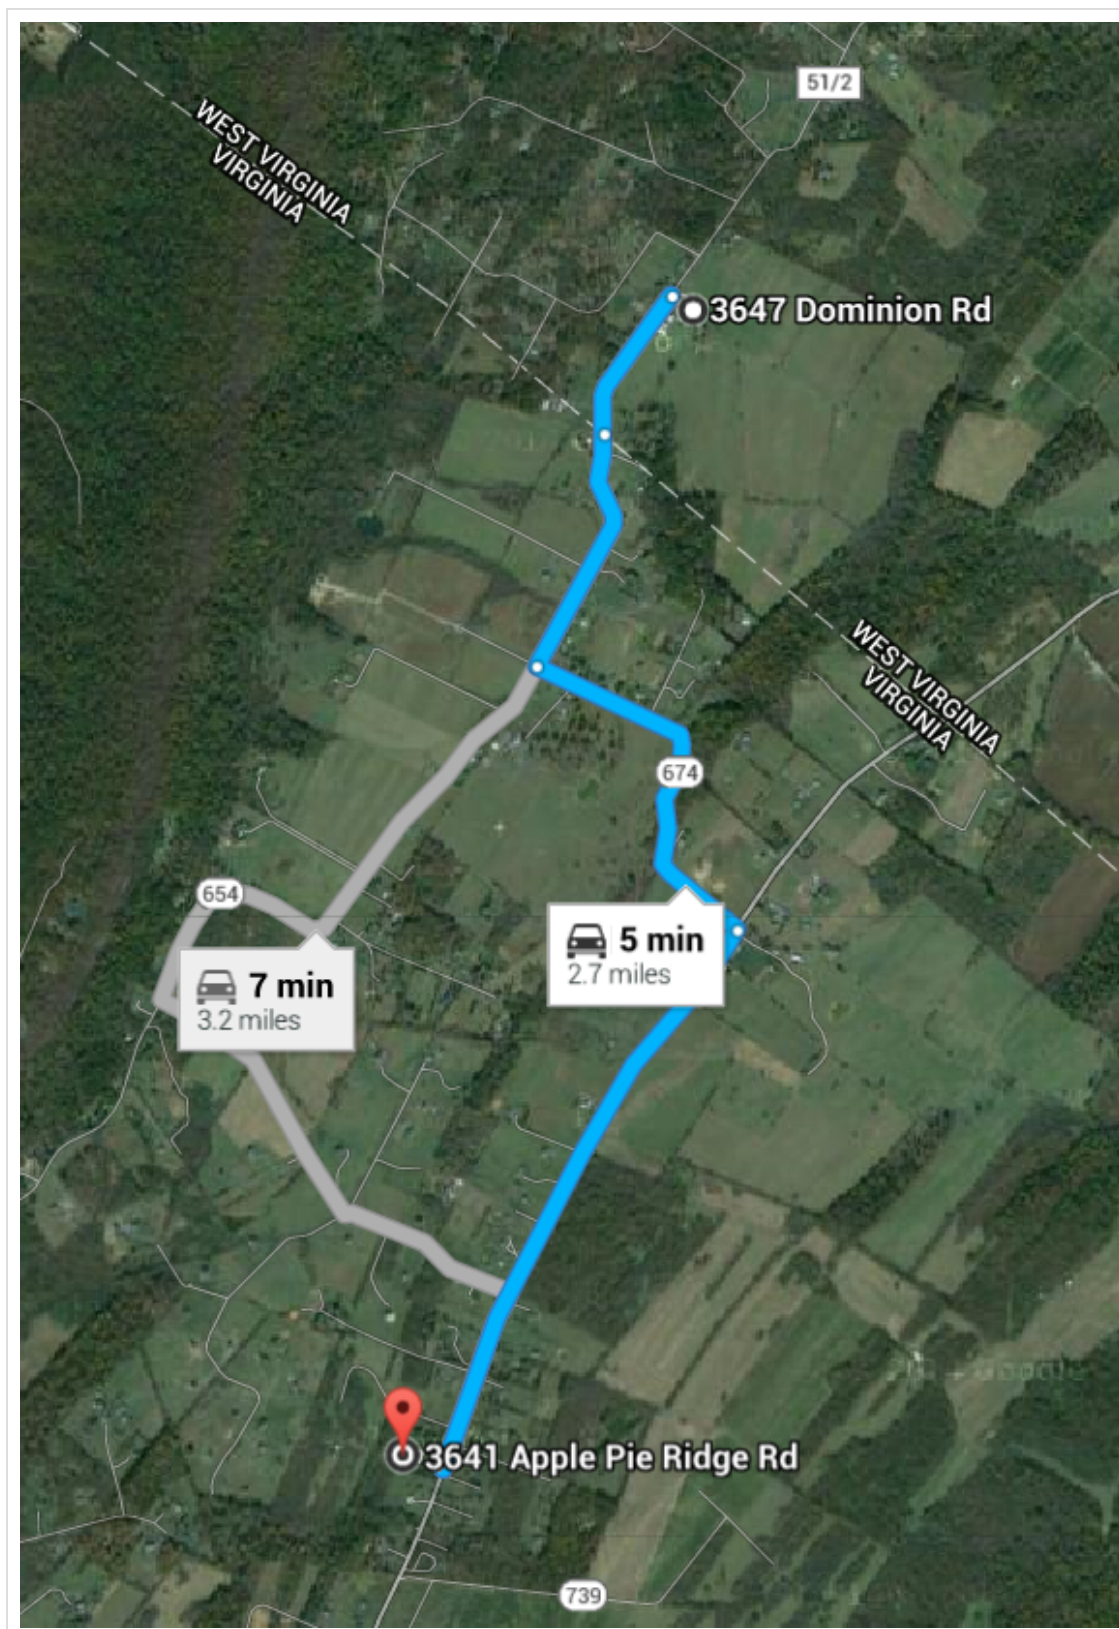 51/2
WEST VIRGINIA
VIRGINIA
3647 Dominion Rd
WEST VIRGINIA
VIRGINIA
674
654
5 min
2.7 miles
7 min
3.2 miles
3641 Apple Pie Ridge Rd
739